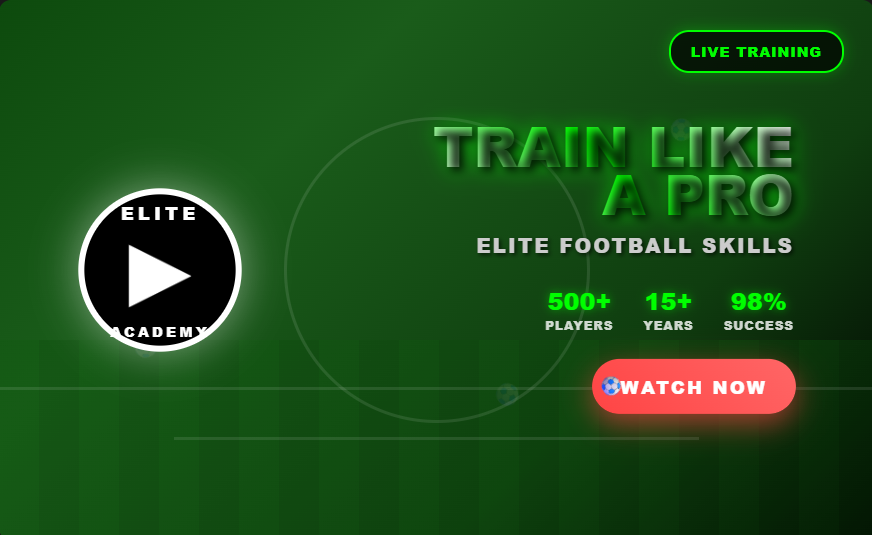 LIVE TRAINING
TRAIN LIKE
A PRO
ELITE FOOTBALL SKILLS
ELITE
ACADEMY
500+ 15+ 98%
PLAYERS YEARS SUCCESS
WATCH NOW